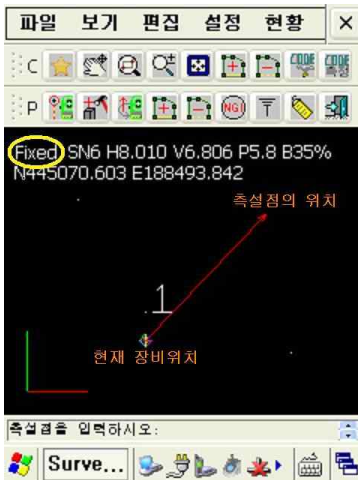 파일 보기 편집 설정 현황 ×
C CODE CODE
P NGI
Fixed SN6 H8.010 V6.806 P5.8 B35%
N445070.603 E188493.842
측설점의 위치
1
현재 장비위치
측설점을 입력하시오:
Surve...